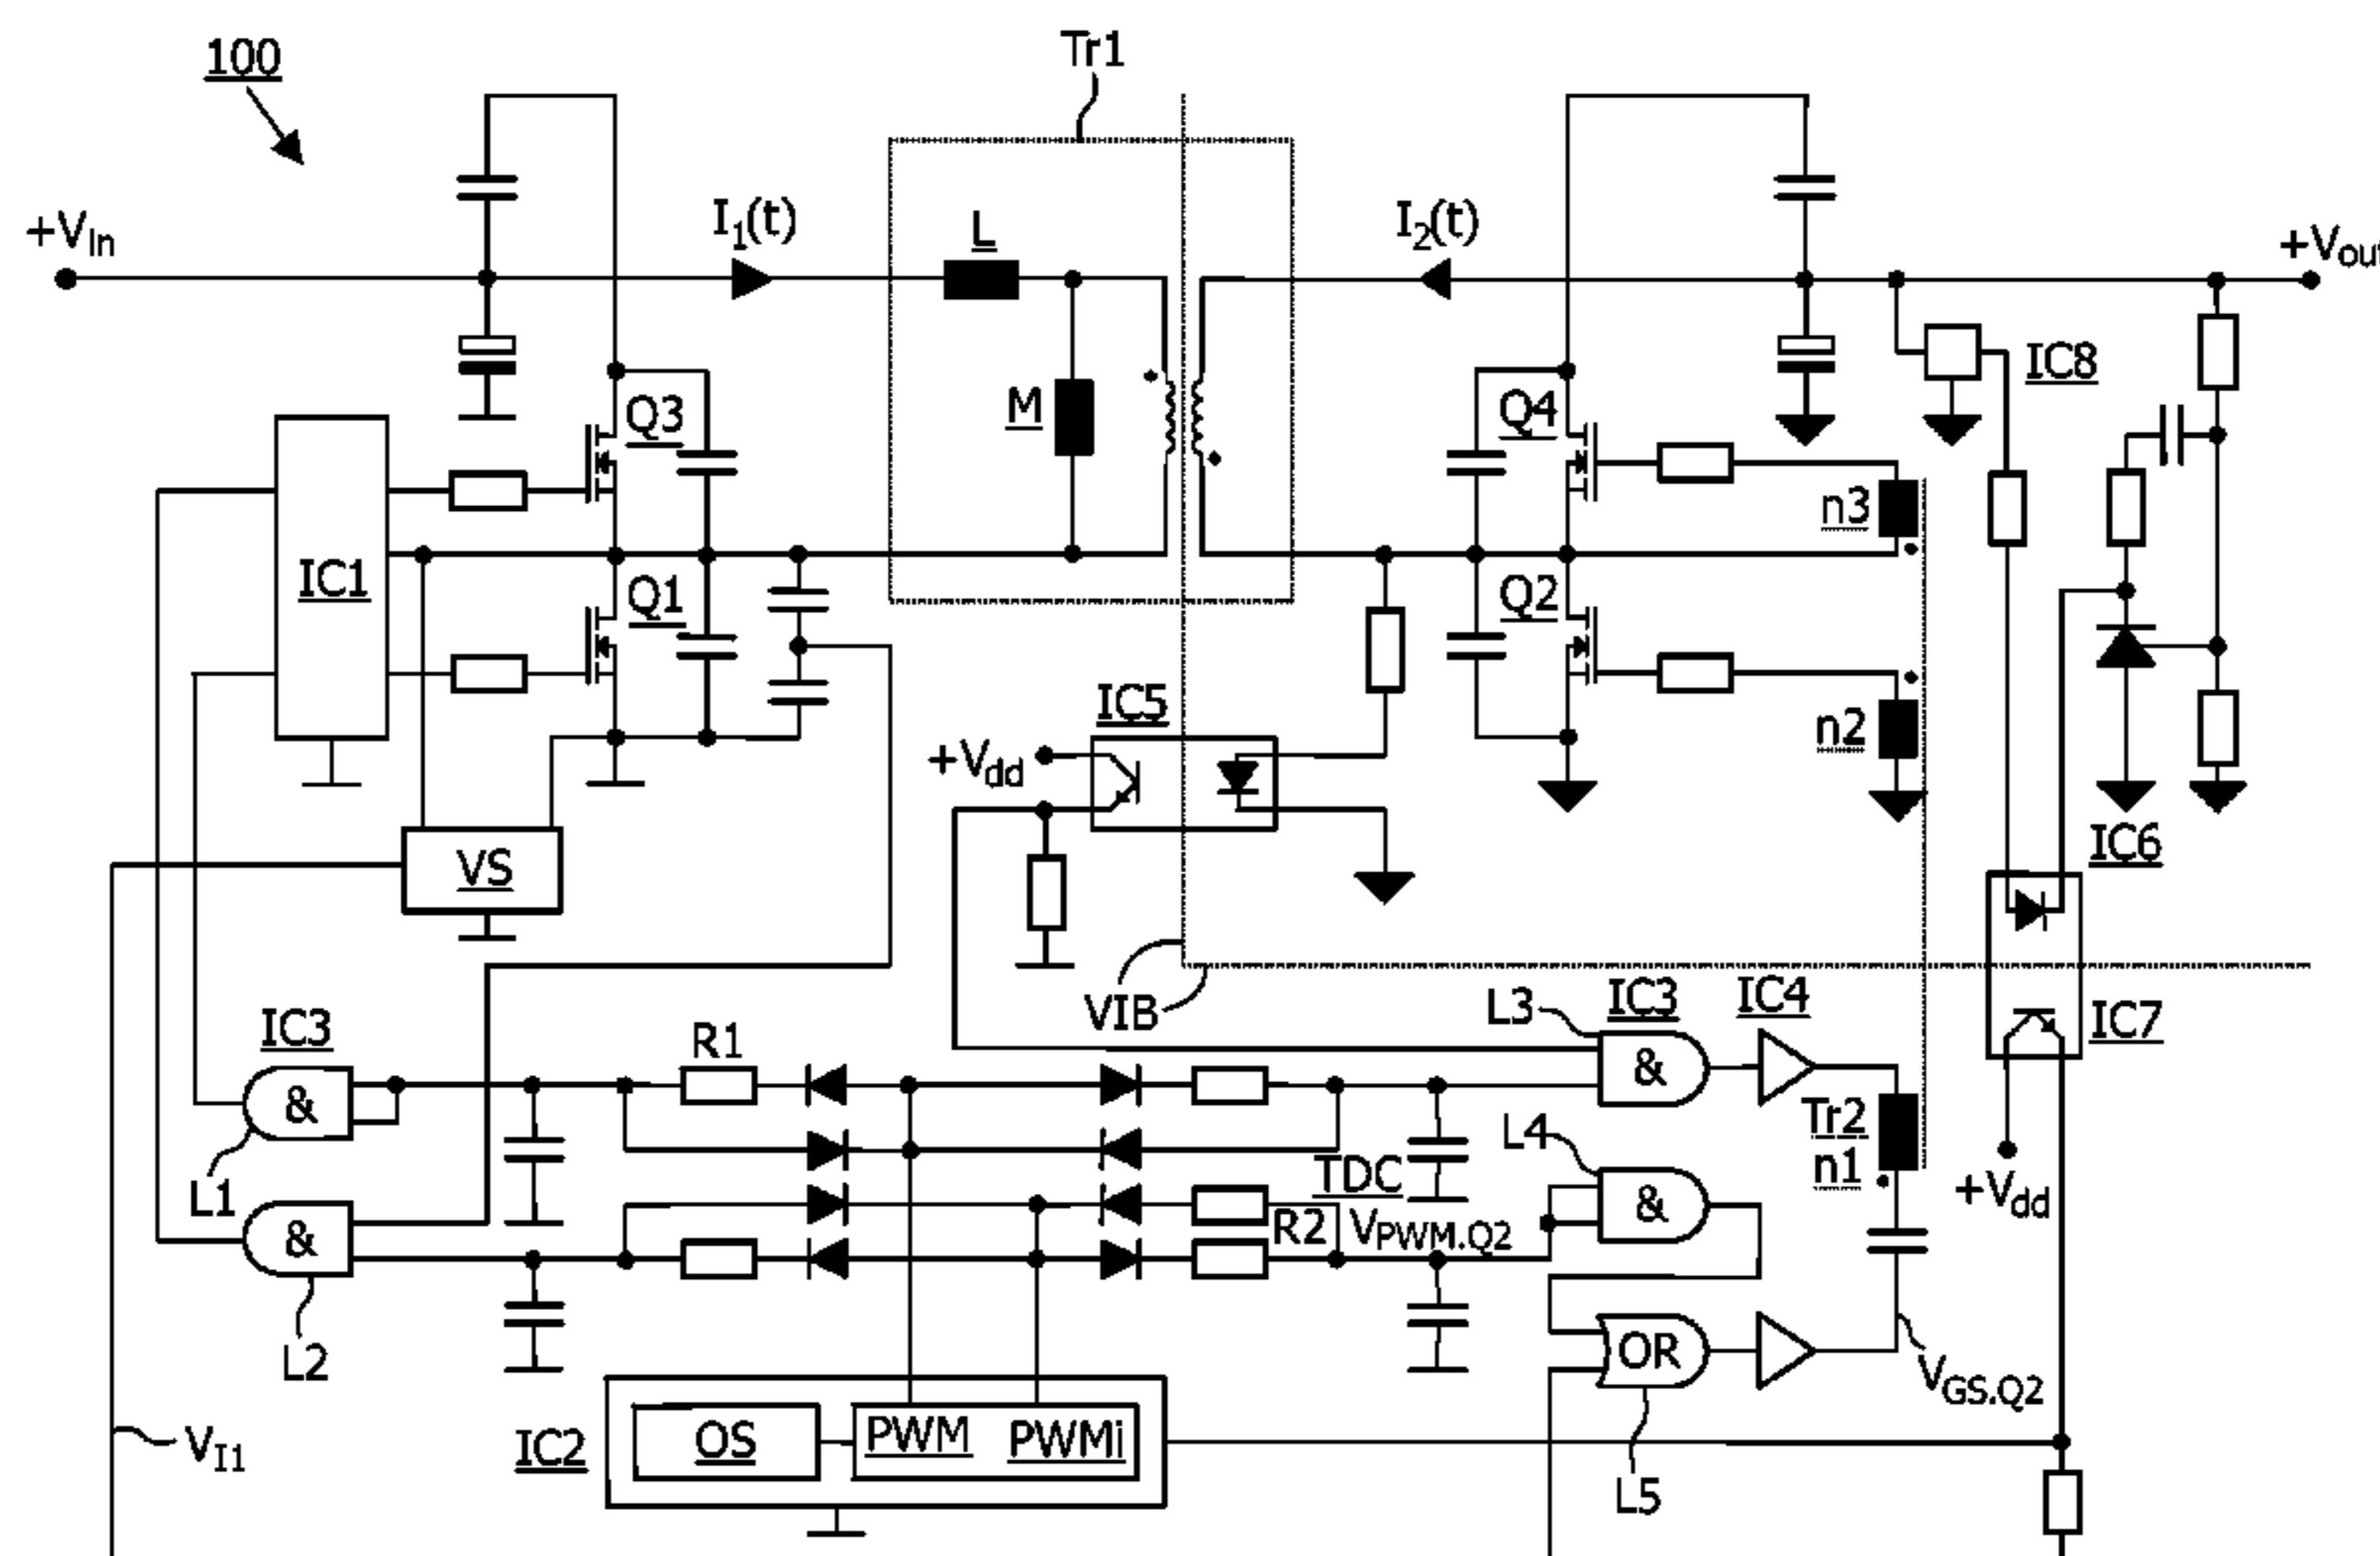 100
Tr1
+VIn
I1(t)
L
I2(t)
+Vout
IC8
Q3
M
Q4
n3
IC1
Q1
Q2
IC5
n2
+Vdd
IC6
VS
VIB
L3
IC3
IC4
IC7
IC3
R1
&
&
L4
Tr2
n1
TDC
L1
+Vdd
&
&
R2
VPWM.Q2
L2
OR
VGS.Q2
VI1
IC2
OS
PWM
PWMi
L5